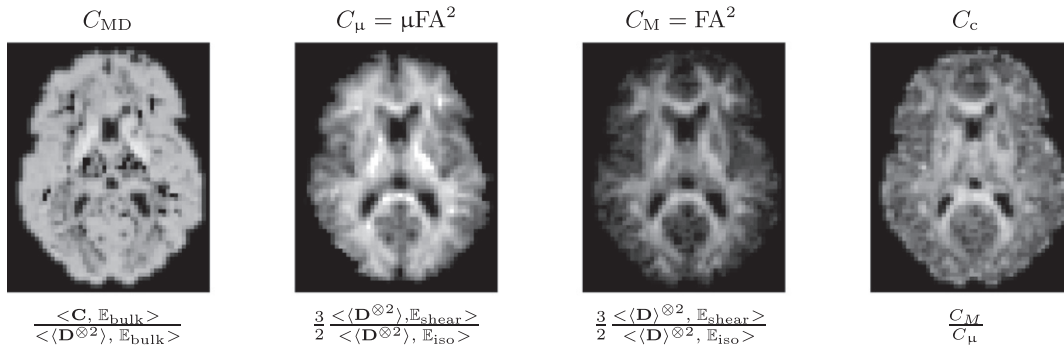 C_MD C_μ = μFA² C_M = FA² C_c
<C, 𝔼_bulk> / <⟨D^⊗2⟩, 𝔼_bulk> 3/2 <⟨D^⊗2⟩,𝔼_shear> / <⟨D^⊗2⟩, 𝔼_iso> 3/2 <⟨D⟩^⊗2, 𝔼_shear> / <⟨D⟩^⊗2, 𝔼_iso> C_M / C_μ